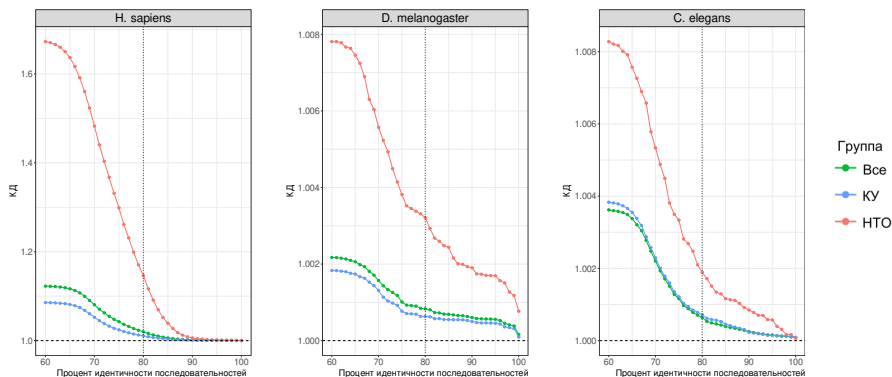 H. sapiens
КД
1.6
1.4
1.2
1.0
60 70 80 90 100
Процент идентичности последовательностей
D. melanogaster
КД
1.008
1.006
1.004
1.002
1.000
60 70 80 90 100
Процент идентичности последовательностей
C. elegans
КД
1.008
1.006
1.004
1.002
1.000
60 70 80 90 100
Процент идентичности последовательностей
Группа
Все
КУ
НТО